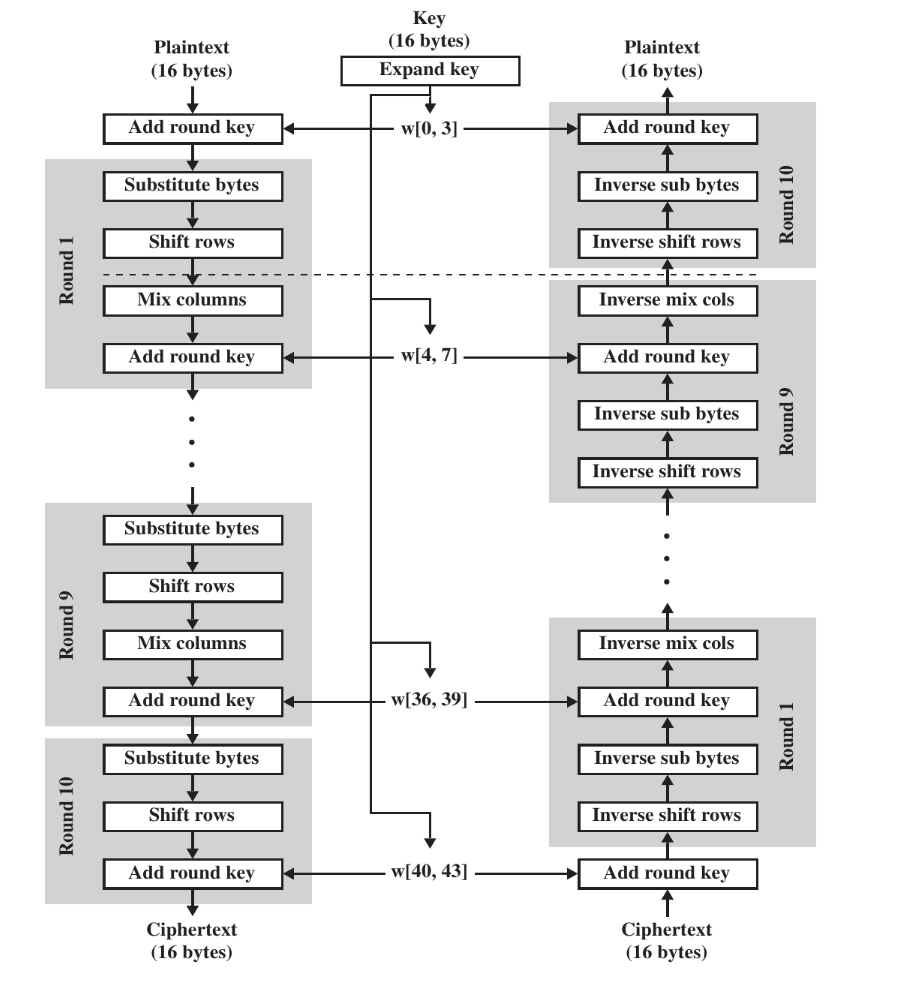 Key
(16 bytes)
Expand key
Plaintext
(16 bytes)
Add round key
Round 1
Substitute bytes
Shift rows
Mix columns
Add round key
.
.
.
Round 9
Substitute bytes
Shift rows
Mix columns
Add round key
Round 10
Substitute bytes
Shift rows
Add round key
Ciphertext
(16 bytes)
w[0, 3]
w[4, 7]
w[36, 39]
w[40, 43]
Plaintext
(16 bytes)
Add round key
Inverse sub bytes
Inverse shift rows
Round 10
Inverse mix cols
Add round key
Inverse sub bytes
Inverse shift rows
Round 9
.
.
.
Inverse mix cols
Add round key
Inverse sub bytes
Inverse shift rows
Round 1
Add round key
Ciphertext
(16 bytes)